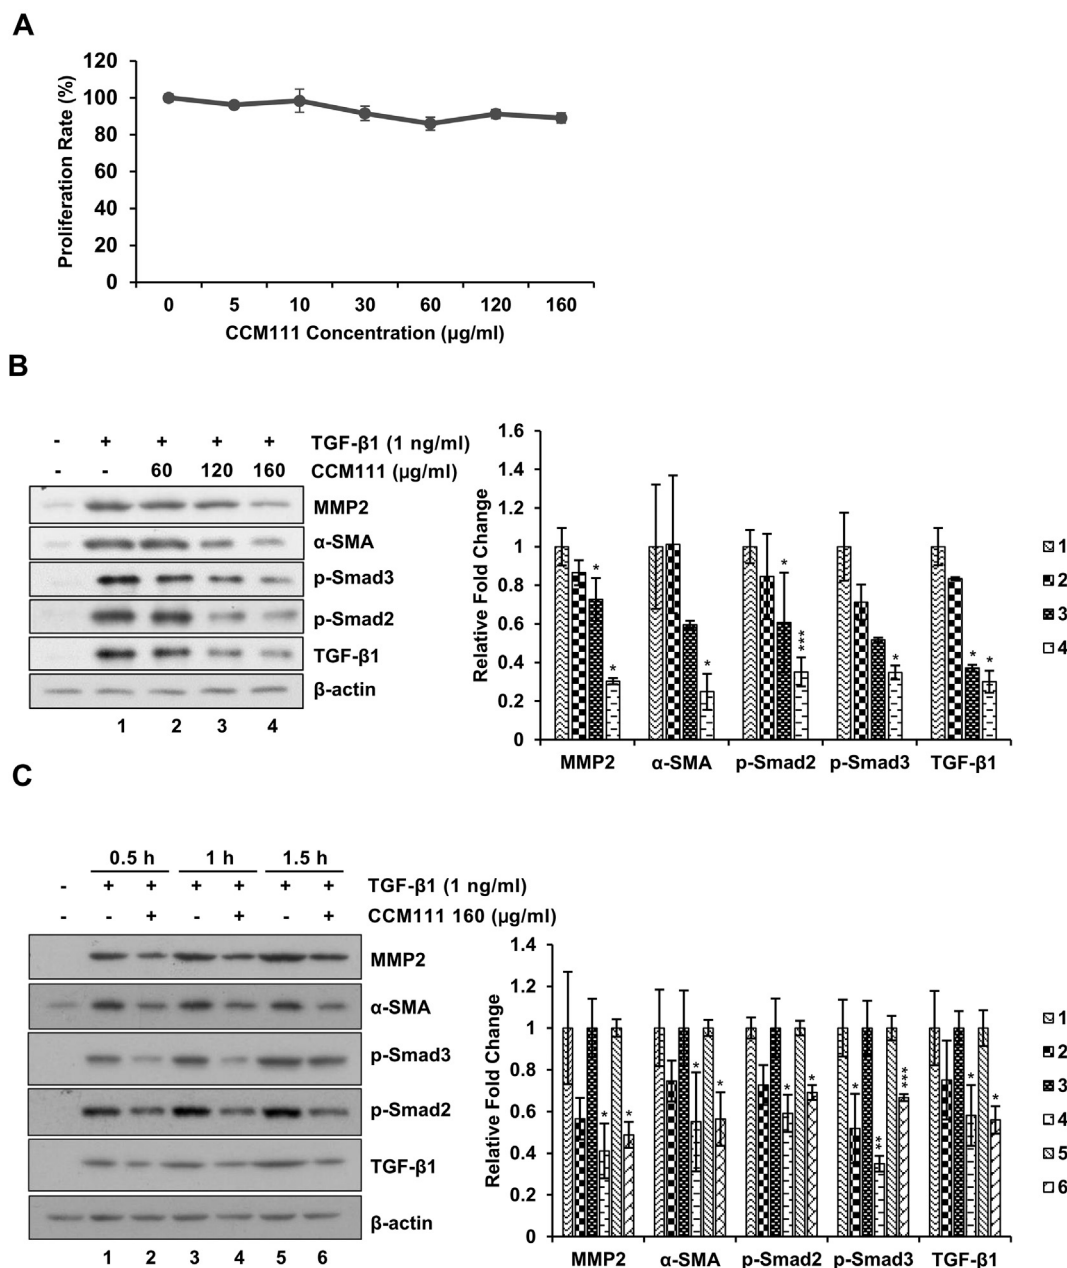 A
120
100
80
60
40
20
0
Proliferation Rate (%)
0 5 10 30 60 120 160
CCM111 Concentration (μg/ml)
B
- + + + + TGF-β1 (1 ng/ml)
- - 60 120 160 CCM111 (μg/ml)
MMP2
α-SMA
p-Smad3
p-Smad2
TGF-β1
β-actin
1 2 3 4
1.6
1.4
1.2
1
0.8
0.6
0.4
0.2
0
Relative Fold Change
* * * * *** * * *
MMP2 α-SMA p-Smad2 p-Smad3 TGF-β1
1
2
3
4
C
0.5 h 1 h 1.5 h
- + + + + + + TGF-β1 (1 ng/ml)
- - + - + - + CCM111 160 (μg/ml)
MMP2
α-SMA
p-Smad3
p-Smad2
TGF-β1
β-actin
1 2 3 4 5 6
1.4
1.2
1
0.8
0.6
0.4
0.2
0
Relative Fold Change
* * * * * * * ** *** * *
MMP2 α-SMA p-Smad2 p-Smad3 TGF-β1
1
2
3
4
5
6